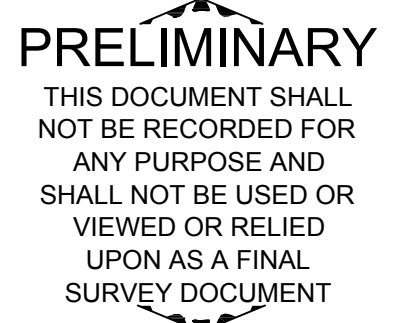 PRELIMINARY
THIS DOCUMENT SHALL
NOT BE RECORDED FOR
ANY PURPOSE AND
SHALL NOT BE USED OR
VIEWED OR RELIED
UPON AS A FINAL
SURVEY DOCUMENT